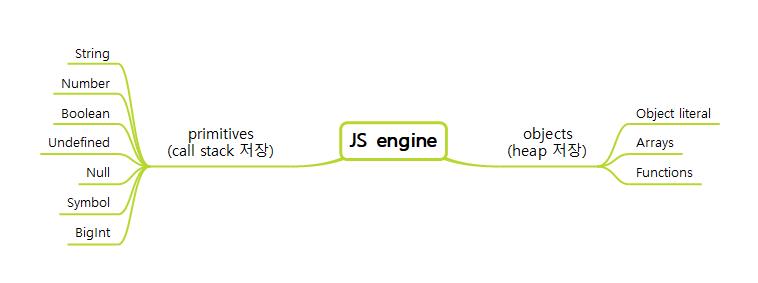 String
Number
Boolean
Undefined
Null
Symbol
BigInt
primitives
(call stack 저장)
JS engine
objects
(heap 저장)
Object literal
Arrays
Functions